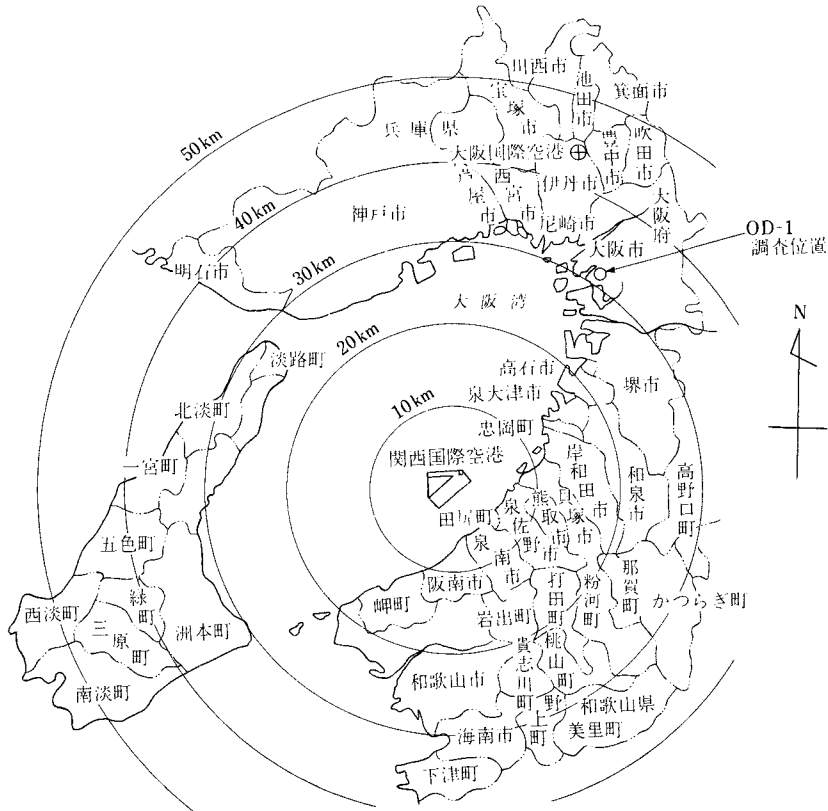 川西市
池田市
箕面市
宝塚市
兵庫県
50km
大阪国際空港
豊中市
吹田市
伊丹市
芦屋市
西宮市
尼崎市
大阪府
40km
神戸市
大阪市
OD-1
調査位置
明石市
30km
大阪湾
N
20km
淡路町
高石市
堺市
泉大津市
北淡町
10km
忠岡町
岸和田市
和泉市
高野口町
関西国際空港
一宮町
貝塚市
熊取町
泉佐野市
田尻町
五色町
泉南市
阪南市
打田町
粉河町
那賀町
かつらぎ町
岬町
西淡町
緑町
三原町
洲本町
岩出町
桃山町
貴志川町
和歌山市
南淡町
野上町
和歌山県
美里町
海南市
下津町